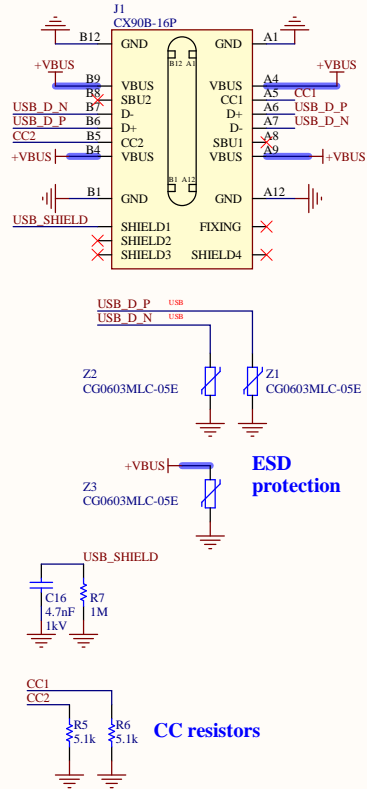 J1
CX90B-16P
B12 GND GND A1
B12 A1
+VBUS +VBUS
B9 VBUS VBUS A4
B8 SBU2 CC1 A5 CC1
USB_D_N B7 D- D+ A6 USB_D_P
USB_D_P B6 D+ D- A7 USB_D_N
CC2 B5 CC2 SBU1 A8
+VBUS B4 VBUS VBUS A9 +VBUS
B1 A12
B1 GND GND A12
USB_SHIELD SHIELD1 FIXING
SHIELD2
SHIELD3 SHIELD4
USB_D_P USB
USB_D_N USB
Z2 Z1
CG0603MLC-05E CG0603MLC-05E
+VBUS
ESD
protection
Z3
CG0603MLC-05E
USB_SHIELD
C16 R7
4.7nF 1M
1kV
CC1
CC2
R5 R6
5.1k 5.1k
CC resistors